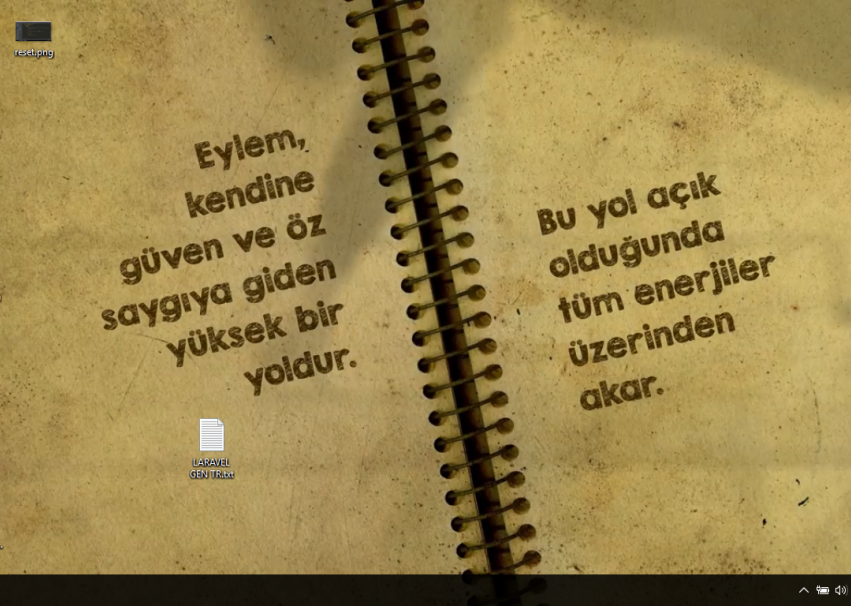 reset.png
Eylem,
kendine
güven ve öz
saygıya giden
yüksek bir
yoldur.
Bu yol açık
olduğunda
tüm enerjiler
üzerinden
akar.
LARAVEL
GEN TR.txt